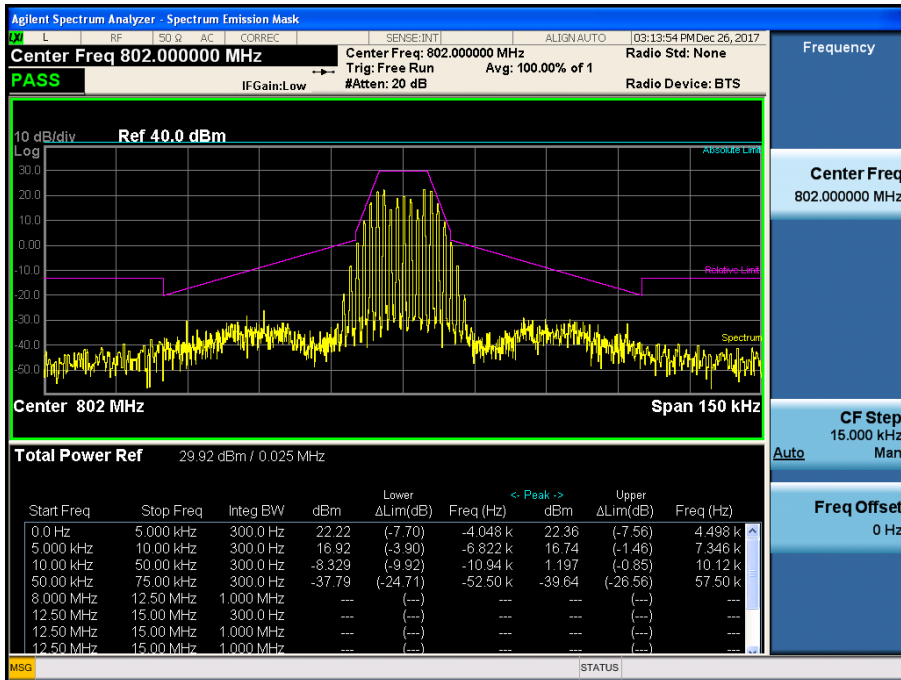 Agilent Spectrum Analyzer - Spectrum Emission Mask
LXI L RF 50 Ω AC CORREC SENSE:INT ALIGNAUTO 03:13:54 PM Dec 26, 2017
Center Freq 802.000000 MHz
Center Freq: 802.000000 MHz
Radio Std: None
Trig: Free Run Avg: 100.00% of 1
PASS
IFGain:Low
#Atten: 20 dB
Radio Device: BTS
10 dB/div Ref 40.0 dBm
Log
Absolute Limit
30.0
20.0
10.0
0.00
-10.0
Relative Limit
-20.0
-30.0
Spectrum
-40.0
-50.0
Center 802 MHz
Span 150 kHz
Total Power Ref 29.92 dBm / 0.025 MHz
Lower <- Peak -> Upper
Start Freq Stop Freq Integ BW dBm ΔLim(dB) Freq (Hz) dBm ΔLim(dB) Freq (Hz)
0.0 Hz 5.000 kHz 300.0 Hz 22.22 (-7.70) -4.048 k 22.36 (-7.56) 4.498 k
5.000 kHz 10.00 kHz 300.0 Hz 16.92 (-3.90) -6.822 k 16.74 (-1.46) 7.346 k
10.00 kHz 50.00 kHz 300.0 Hz -8.329 (-9.92) -10.94 k 1.197 (-0.85) 10.12 k
50.00 kHz 75.00 kHz 300.0 Hz -37.79 (-24.71) -52.50 k -39.64 (-26.56) 57.50 k
8.000 MHz 12.50 MHz 1.000 MHz --- (---) --- --- (---) ---
12.50 MHz 15.00 MHz 300.0 Hz --- (---) --- --- (---) ---
12.50 MHz 15.00 MHz 1.000 MHz --- (---) --- --- (---) ---
12.50 MHz 15.00 MHz 1.000 MHz --- (---) --- --- (---) ---
MSG
STATUS
Frequency
Center Freq
802.000000 MHz
CF Step
15.000 kHz
Auto Man
Freq Offset
0 Hz